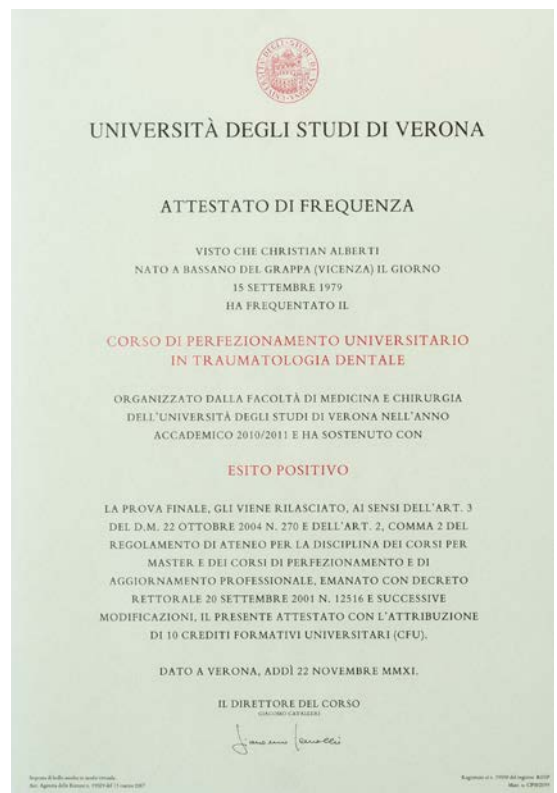 UNIVERSITÀ DEGLI STUDI DI VERONA
ATTESTATO DI FREQUENZA
VISTO CHE CHRISTIAN ALBERTI
NATO A BASSANO DEL GRAPPA (VICENZA) IL GIORNO
15 SETTEMBRE 1979
HA FREQUENTATO IL
CORSO DI PERFEZIONAMENTO UNIVERSITARIO
IN TRAUMATOLOGIA DENTALE
ORGANIZZATO DALLA FACOLTÀ DI MEDICINA E CHIRURGIA
DELL'UNIVERSITÀ DEGLI STUDI DI VERONA NELL'ANNO
ACCADEMICO 2010/2011 E HA SOSTENUTO CON
ESITO POSITIVO
LA PROVA FINALE, GLI VIENE RILASCIATO, AI SENSI DELL'ART. 3
DEL D.M. 22 OTTOBRE 2004 N. 270 E DELL'ART. 2, COMMA 2 DEL
REGOLAMENTO DI ATENEO PER LA DISCIPLINA DEI CORSI PER
MASTER E DEI CORSI DI PERFEZIONAMENTO E DI
AGGIORNAMENTO PROFESSIONALE, EMANATO CON DECRETO
RETTORALE 20 SETTEMBRE 2001 N. 12516 E SUCCESSIVE
MODIFICAZIONI, IL PRESENTE ATTESTATO CON L'ATTRIBUZIONE
DI 10 CREDITI FORMATIVI UNIVERSITARI (CFU).
DATO A VERONA, ADDÌ 22 NOVEMBRE MMXI.
IL DIRETTORE DEL CORSO